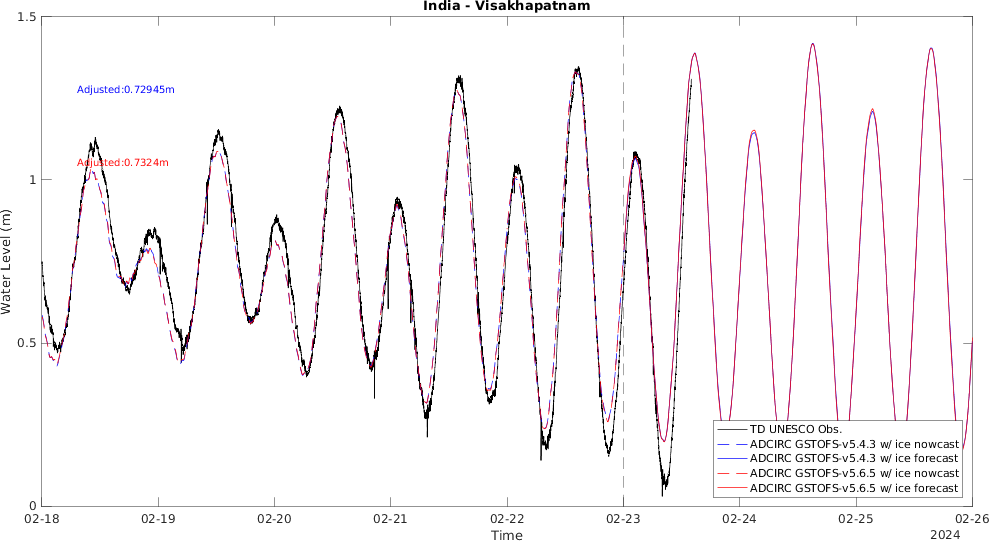 India - Visakhapatnam
1.5
Adjusted:0.72945m
Adjusted:0.7324m
1
Water Level (m)
0.5
0
TD UNESCO Obs.
ADCIRC GSTOFS-v5.4.3 w/ ice nowcast
ADCIRC GSTOFS-v5.4.3 w/ ice forecast
ADCIRC GSTOFS-v5.6.5 w/ ice nowcast
ADCIRC GSTOFS-v5.6.5 w/ ice forecast
02-18 02-19 02-20 02-21 02-22 02-23 02-24 02-25 02-26
Time
2024